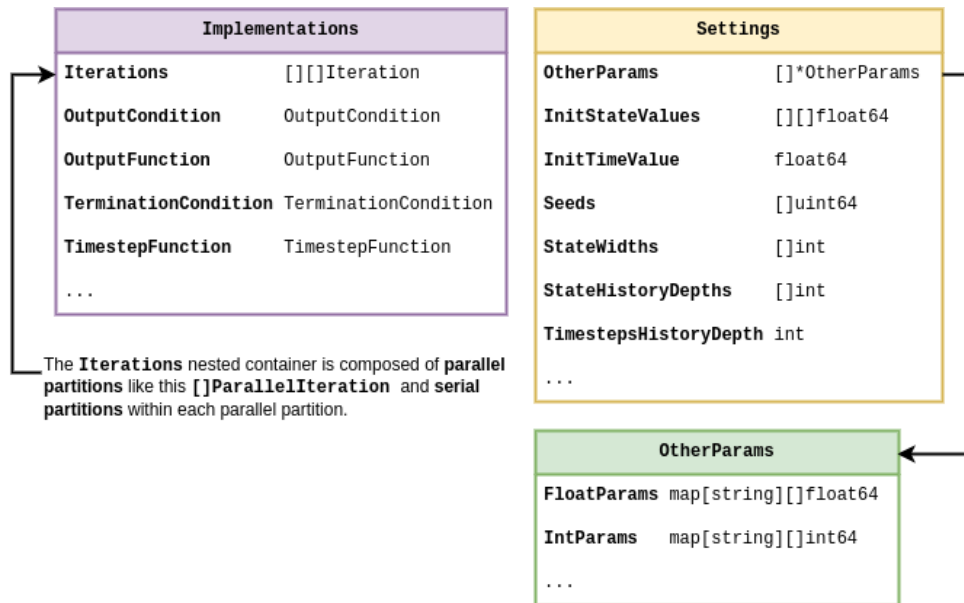 Implementations
Iterations [][]Iteration
OutputCondition OutputCondition
OutputFunction OutputFunction
TerminationCondition TerminationCondition
TimestepFunction TimestepFunction
...
The Iterations nested container is composed of parallel
partitions like this []ParallelIteration and serial
partitions within each parallel partition.
Settings
OtherParams []*OtherParams
InitStateValues [][]float64
InitTimeValue float64
Seeds []uint64
StateWidths []int
StateHistoryDepths []int
TimestepsHistoryDepth int
...
OtherParams
FloatParams map[string][]float64
IntParams map[string][]int64
...